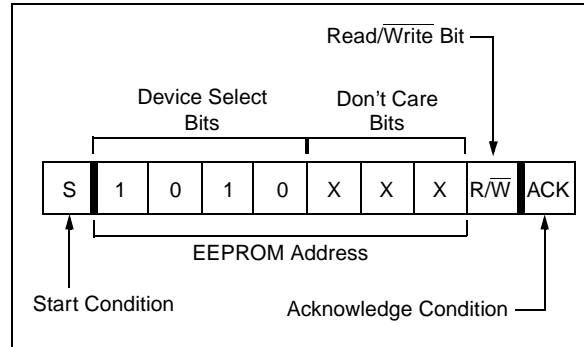 Read/Write Bit
Device Select
Bits
Don't Care
Bits
S 1 0 1 0 X X X R/W ACK
EEPROM Address
Start Condition
Acknowledge Condition